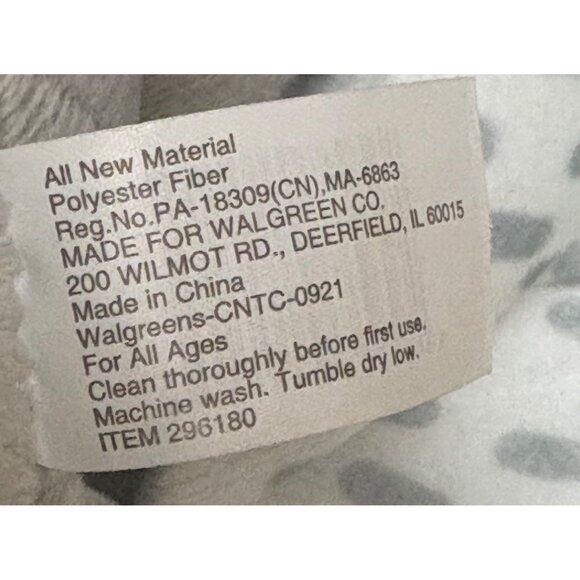 All New Material
Polyester Fiber
Reg.No.PA-18309(CN),MA-6863
MADE FOR WALGREEN CO.
200 WILMOT RD., DEERFIELD, IL 60015
Made in China
Walgreens-CNTC-0921
For All Ages
Clean thoroughly before first use.
Machine wash. Tumble dry low.
ITEM 296180